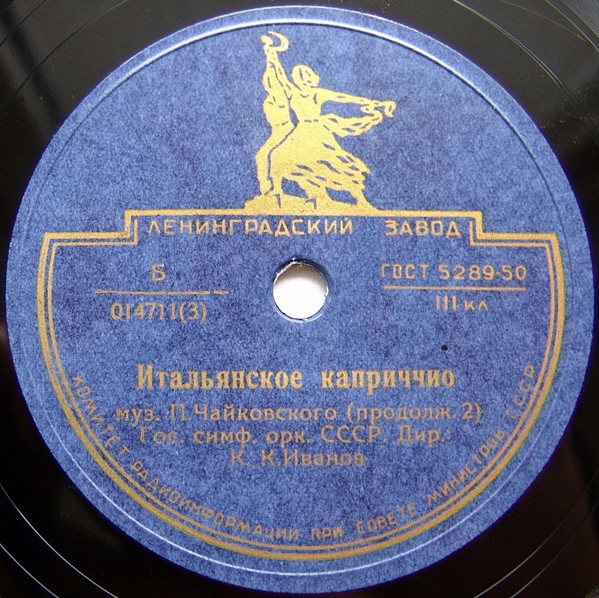 ЛЕНИНГРАДСКИЙ ЗАВОД
Б
014711(3)
ГОСТ 5289-50
III кл
Итальянское каприччио
муз. П.Чайковского (продолж. 2)
Гос. симф. орк. СССР. Дир.:
К. К.Иванов
КОМИТЕТ РАДИОИНФОРМАЦИИ ПРИ СОВЕТЕ МИНИСТРОВ СССР